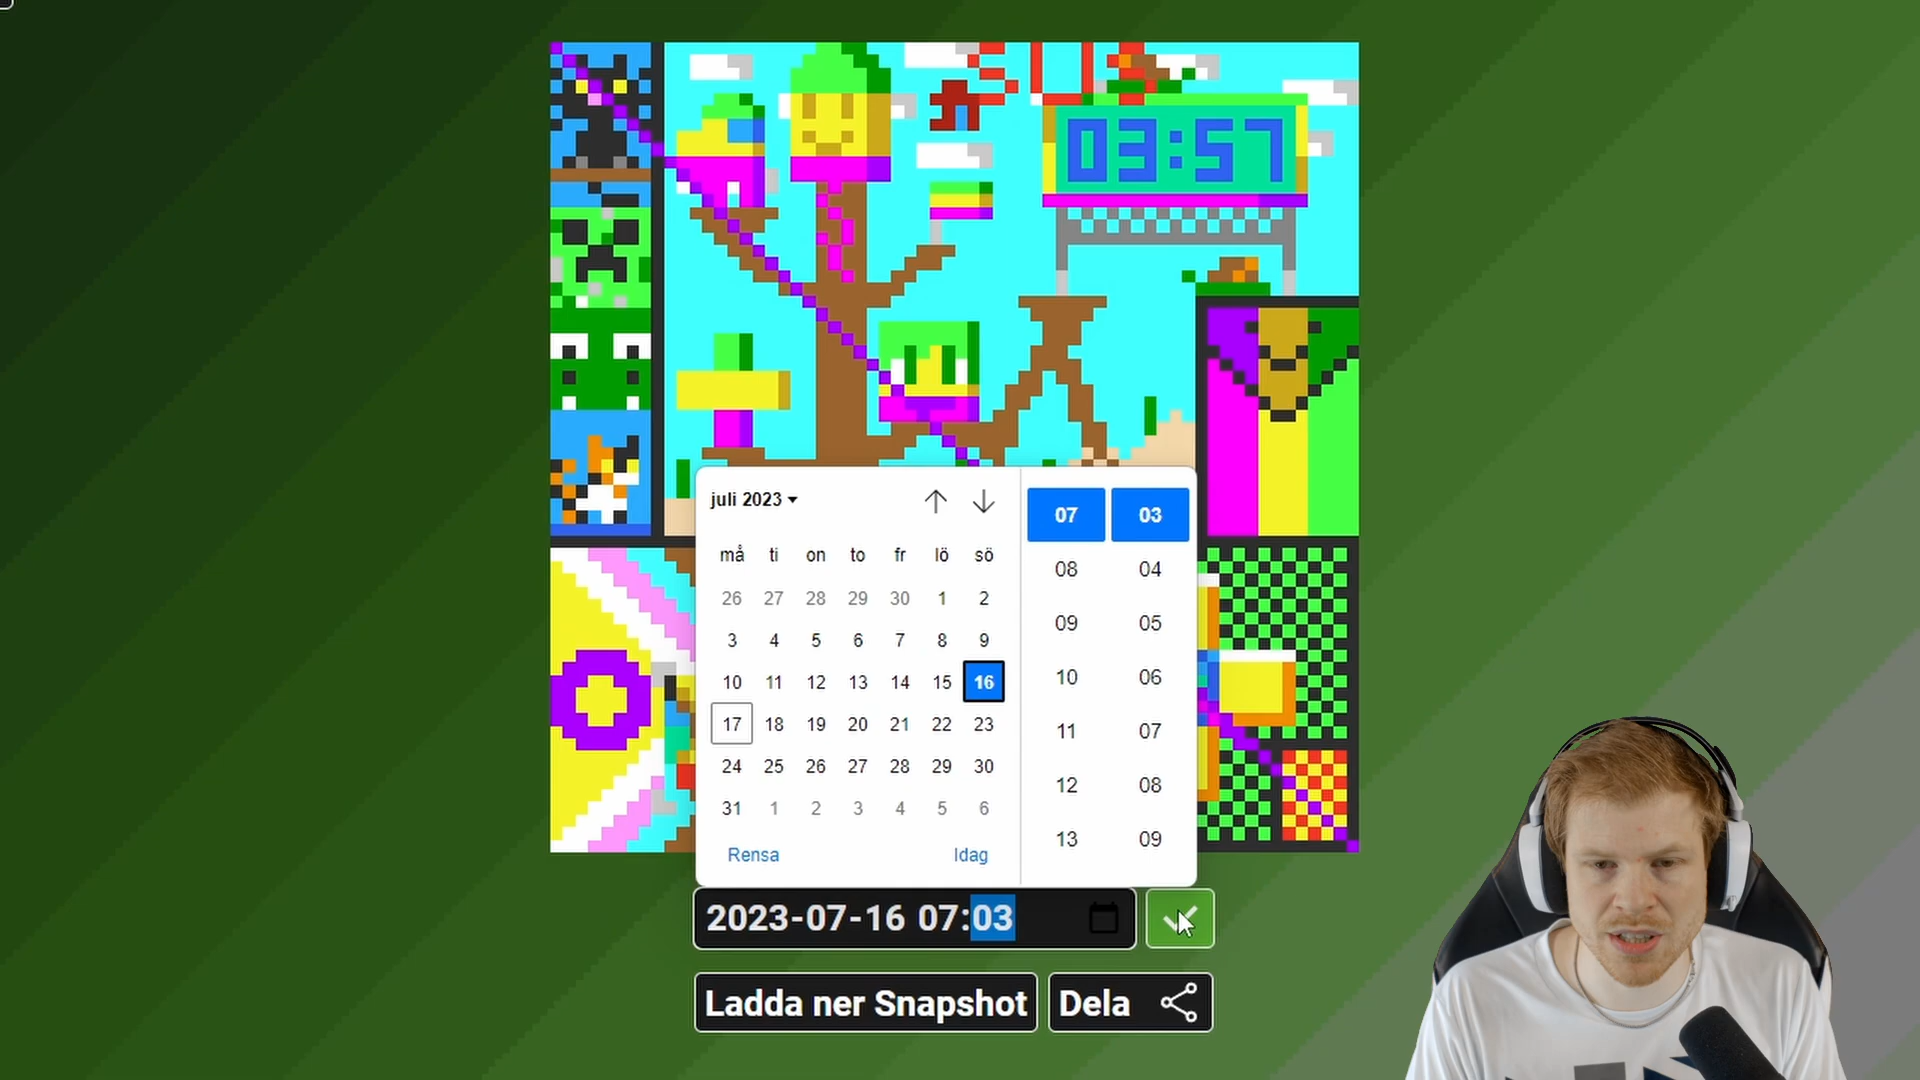 03:57
juli 2023
må ti on to fr lö sö
26 27 28 29 30 1 2
3 4 5 6 7 8 9
10 11 12 13 14 15 16
17 18 19 20 21 22 23
24 25 26 27 28 29 30
31 1 2 3 4 5 6
Rensa Idag
07 03
08 04
09 05
10 06
11 07
12 08
13 09
2023-07-16 07:03
Ladda ner Snapshot
Dela